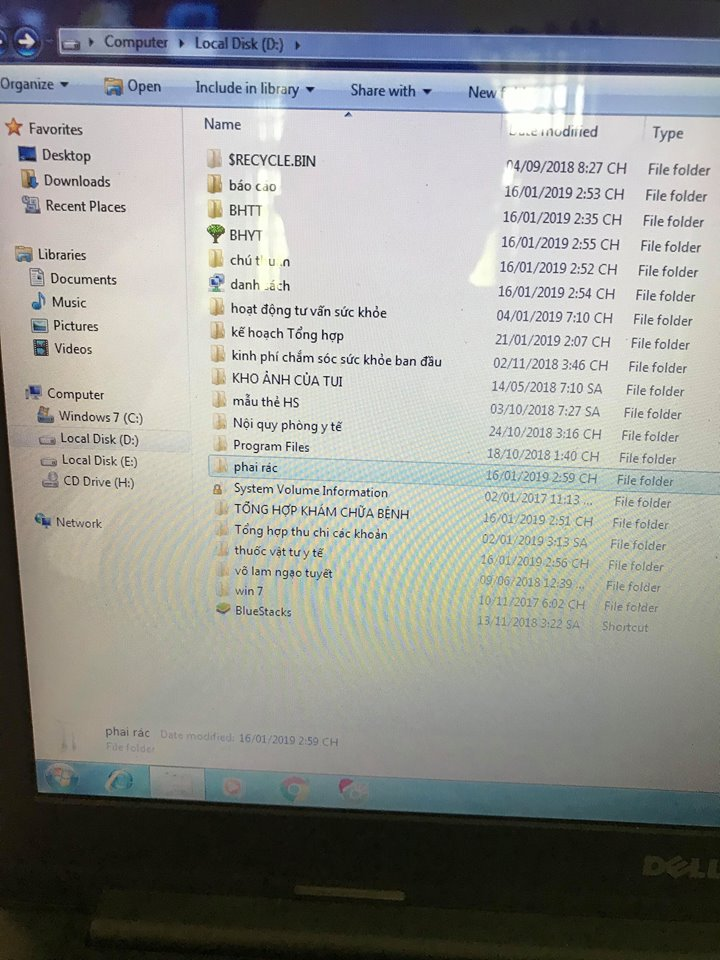 Computer Local Disk (D:)
Organize Open Include in library Share with New
Name modified Type
Favorites
Desktop
Downloads
Recent Places
Libraries
Documents
Music
Pictures
Videos
Computer
Windows 7 (C:)
Local Disk (D:)
Local Disk (E:)
CD Drive (H:)
Network
$RECYCLE.BIN 04/09/2018 8:27 CH File folder
báo cáo 16/01/2019 2:53 CH File folder
BHTT 16/01/2019 2:35 CH File folder
BHYT 16/01/2019 2:55 CH File folder
chú 16/01/2019 2:52 CH File folder
danh sách 16/01/2019 2:54 CH File folder
hoạt động tư vấn sức khỏe 04/01/2019 7:10 CH File folder
kế hoạch Tổng hợp 21/01/2019 2:07 CH File folder
kinh phí chắm sóc sức khỏe ban đầu 02/11/2018 3:46 CH File folder
KHO ẢNH CỦA TUI 14/05/2018 7:10 SA File folder
mẫu thẻ HS 03/10/2018 7:27 SA File folder
Nội quy phòng y tế 24/10/2018 3:16 CH File folder
Program Files 18/10/2018 1:40 CH File folder
phai rác 16/01/2019 2:59 CH File folder
System Volume Information 02/01/2017 11:13 ... File folder
TỔNG HỢP KHÁM CHỮA BỆNH 16/01/2019 2:51 CH File folder
Tổng hợp thu chi các khoản 02/01/2019 3:13 SA File folder
thuốc vật tư y tế 16/01/2019 2:56 CH File folder
võ lam ngạo tuyết 09/06/2018 12:39 ... File folder
win 7 10/11/2017 6:02 CH File folder
BlueStacks 13/11/2018 3:22 SA Shortcut
phai rác Date modified: 16/01/2019 2:59 CH
File folder
DELL